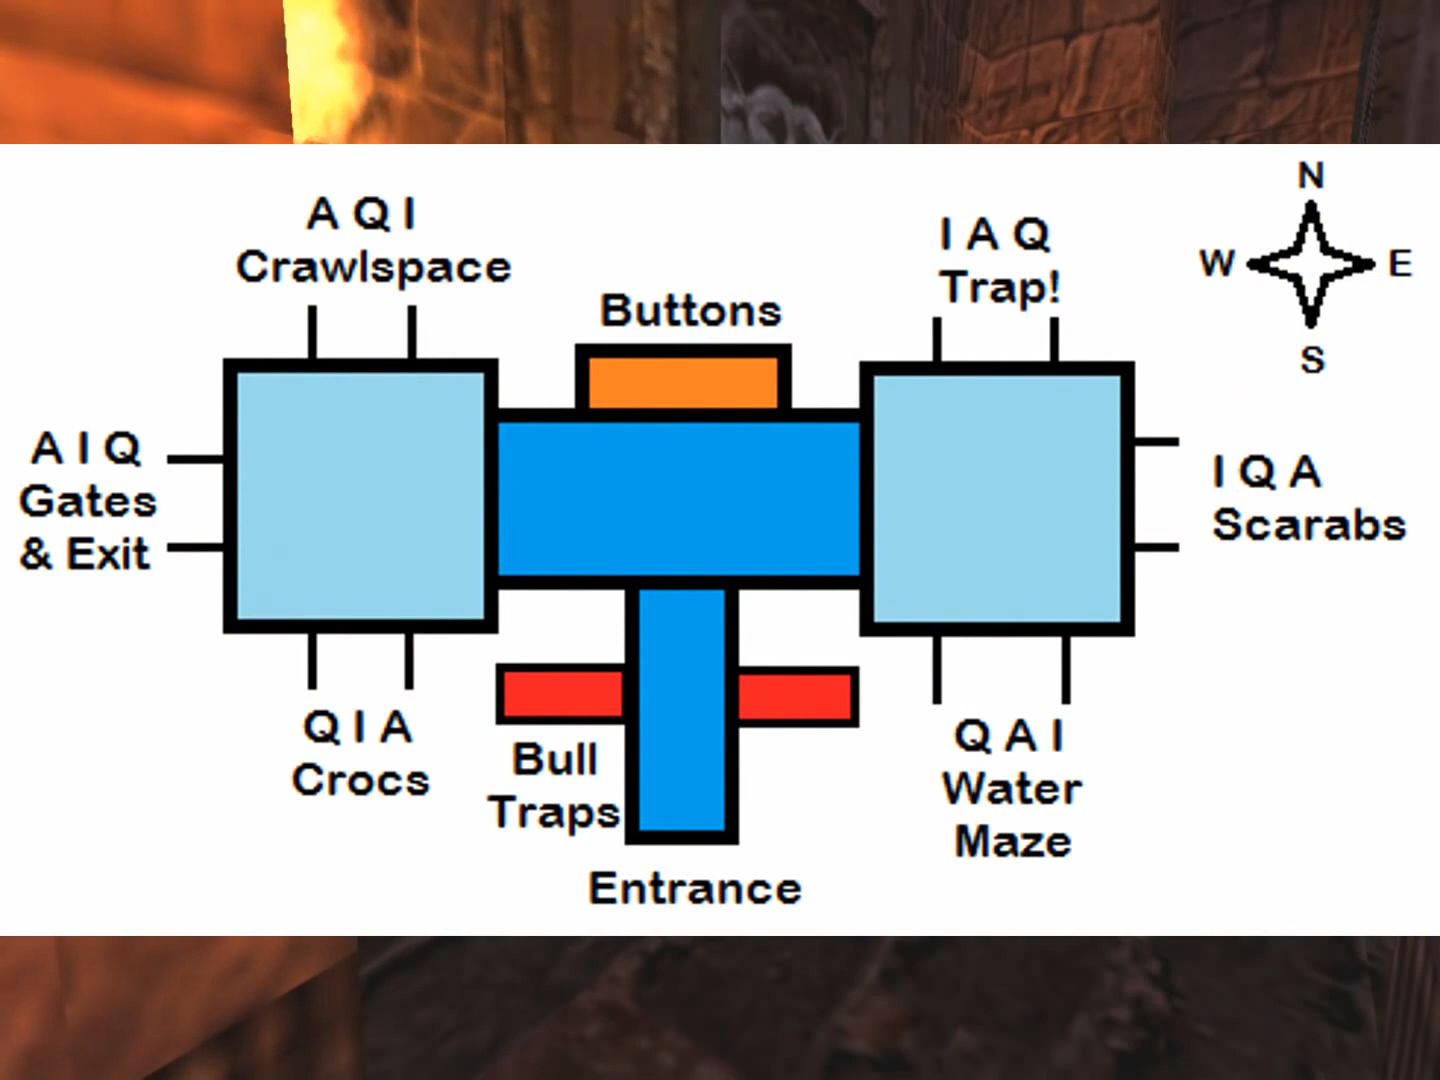 A Q I
Crawlspace
Buttons
I A Q
Trap!
N
W
E
S
A I Q
Gates
& Exit
I Q A
Scarabs
Q I A
Crocs
Bull
Traps
Q A I
Water
Maze
Entrance